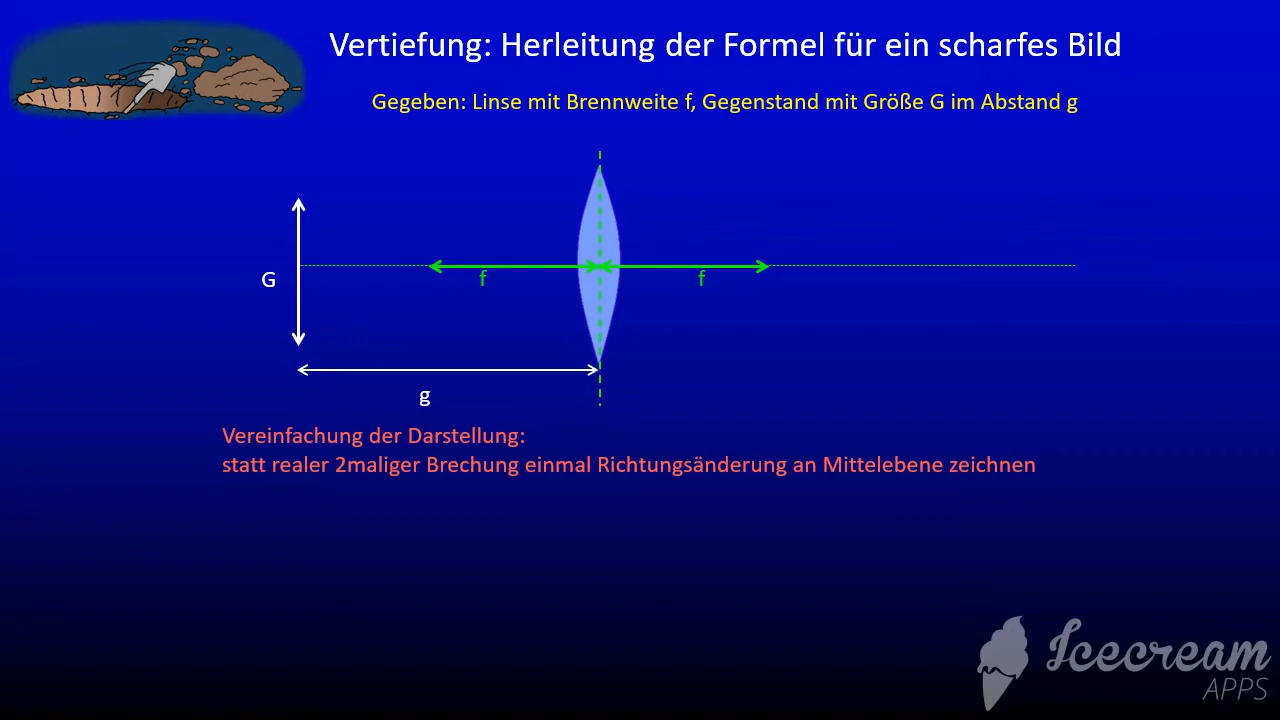 Vertiefung: Herleitung der Formel für ein scharfes Bild
Gegeben: Linse mit Brennweite f, Gegenstand mit Größe G im Abstand g
G
f
f
g
Vereinfachung der Darstellung:
statt realer 2maliger Brechung einmal Richtungsänderung an Mittelebene zeichnen
Icecream
APPS